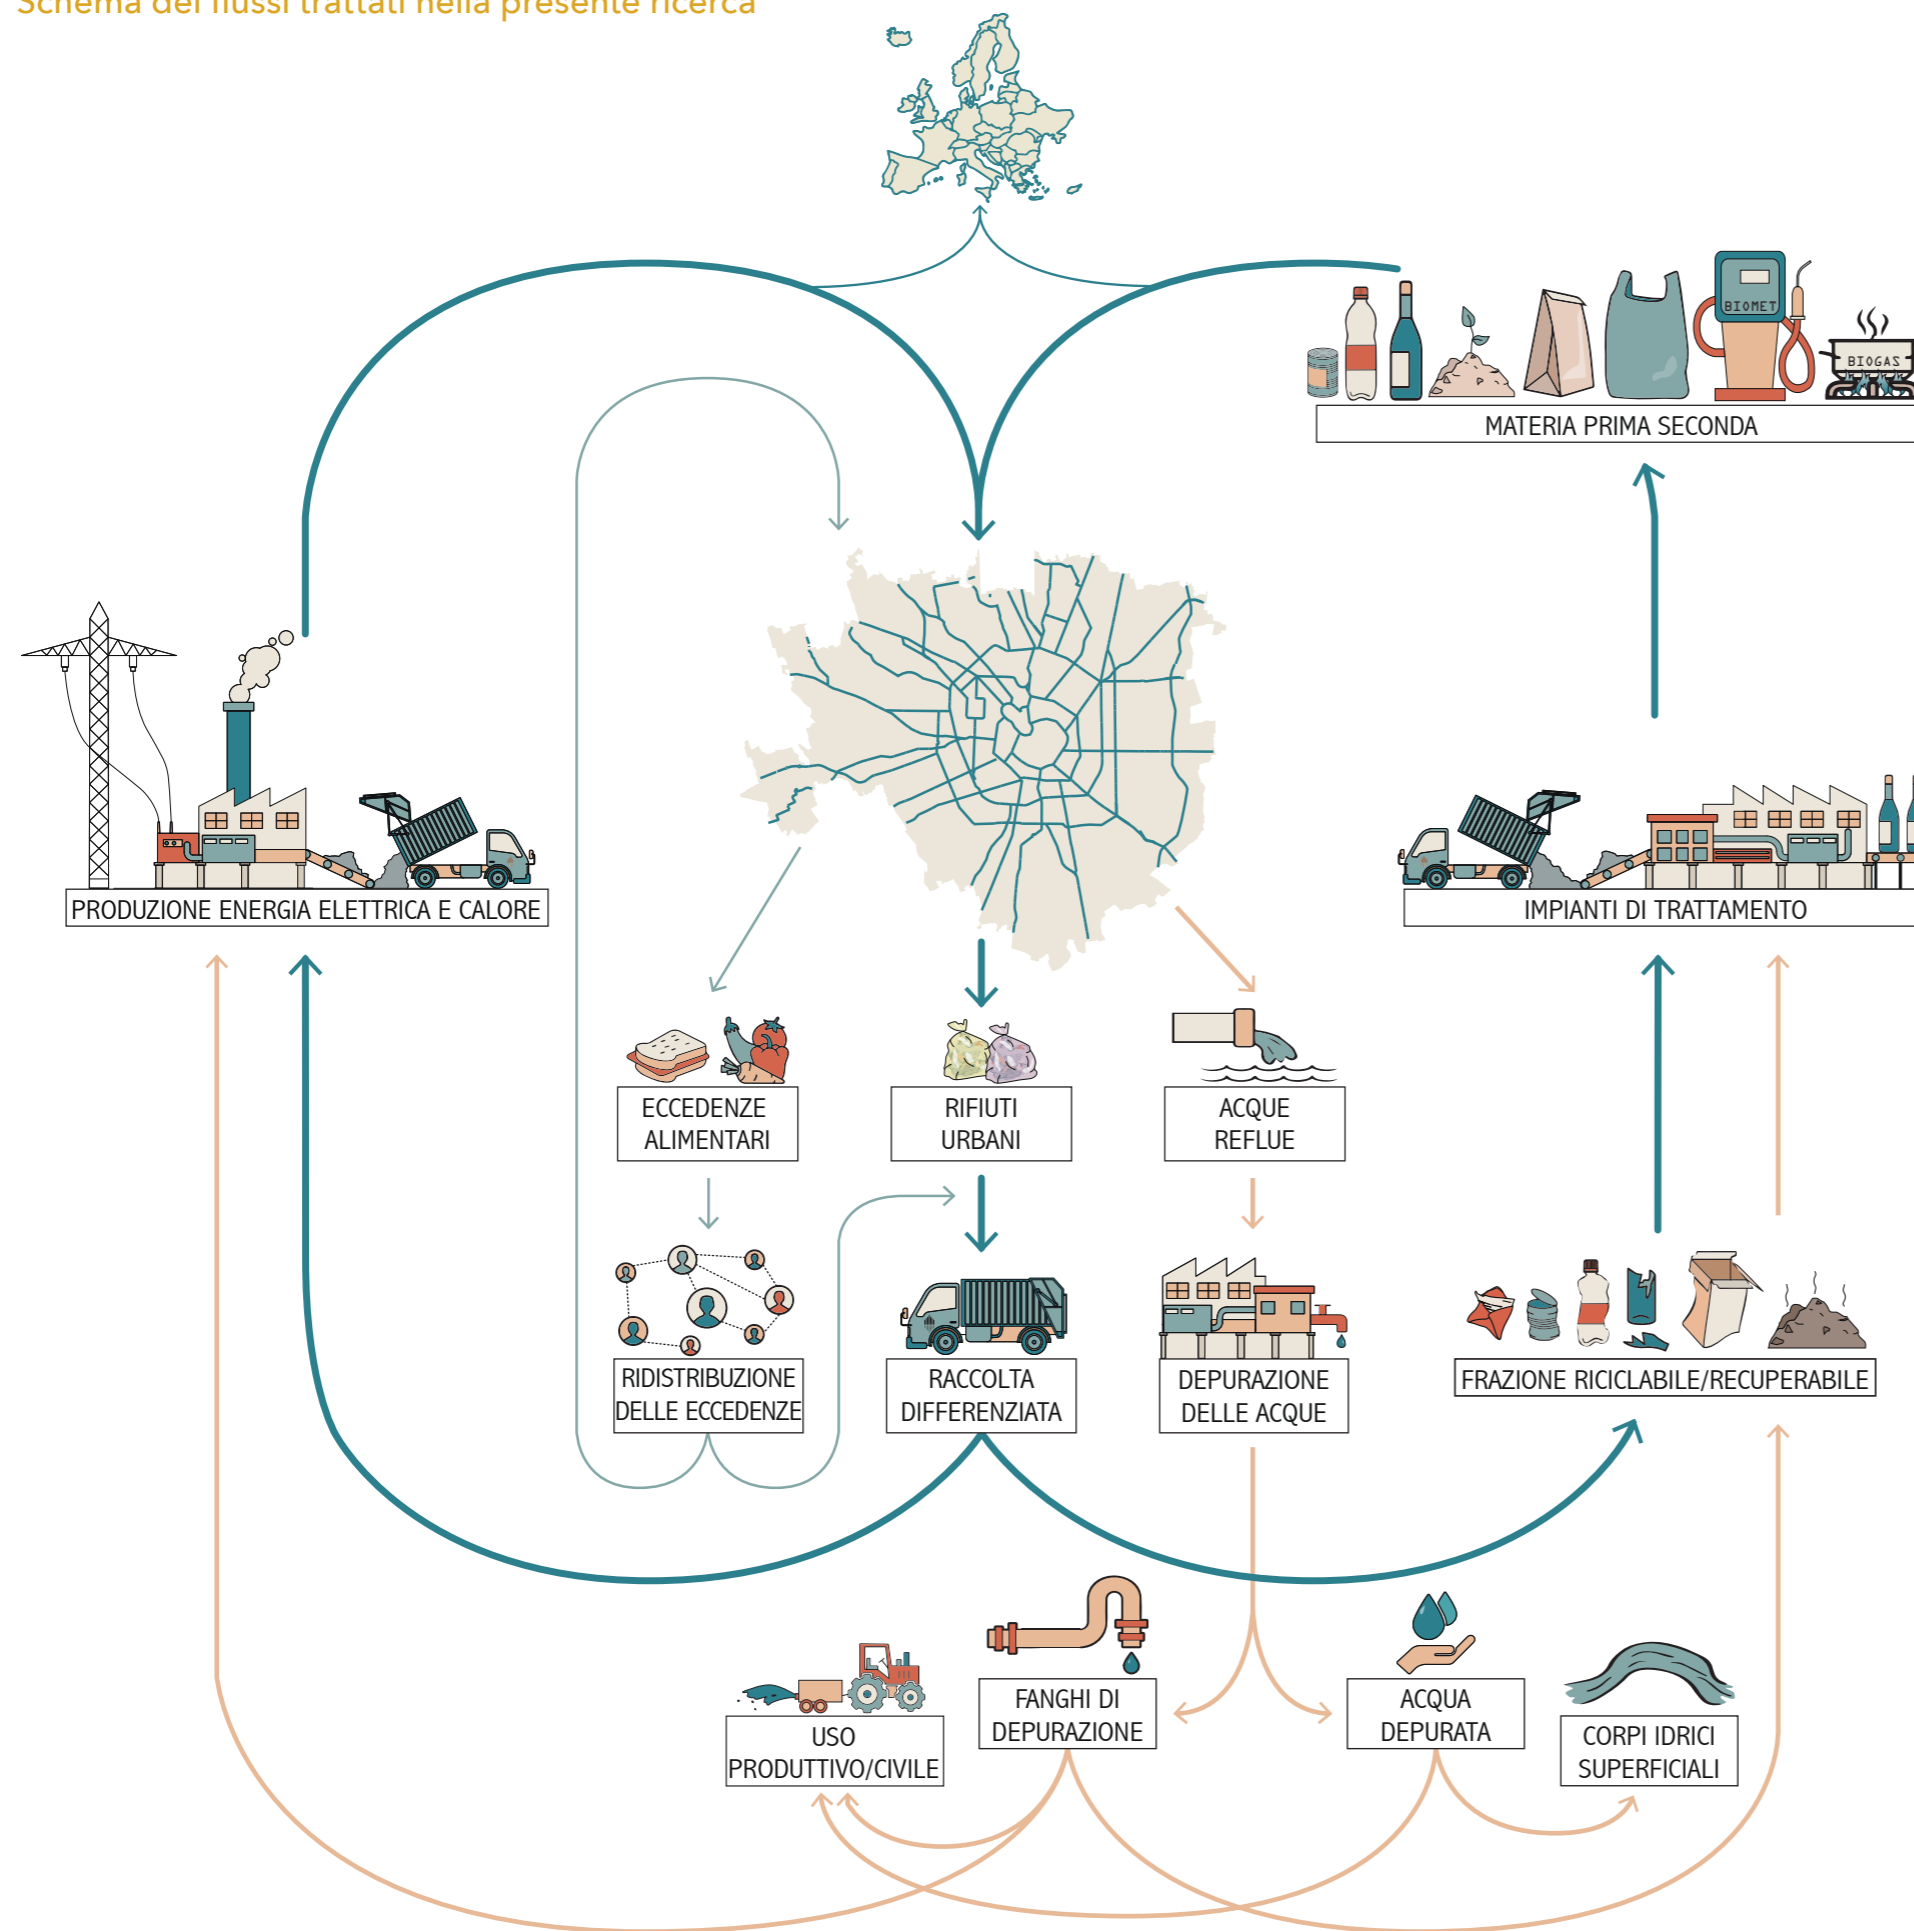 Schema dei flussi trattati nella presente ricerca
BIOMET
BIOGAS
MATERIA PRIMA SECONDA
PRODUZIONE ENERGIA ELETTRICA E CALORE
IMPIANTI DI TRATTAMENTO
ECCEDENZE
ALIMENTARI
RIFIUTI
URBANI
ACQUE
REFLUE
RIDISTRIBUZIONE
DELLE ECCEDENZE
RACCOLTA
DIFFERENZIATA
DEPURAZIONE
DELLE ACQUE
FRAZIONE RICICLABILE/RECUPERABILE
USO
PRODUTTIVO/CIVILE
FANGHI DI
DEPURAZIONE
ACQUA
DEPURATA
CORPI IDRICI
SUPERFICIALI